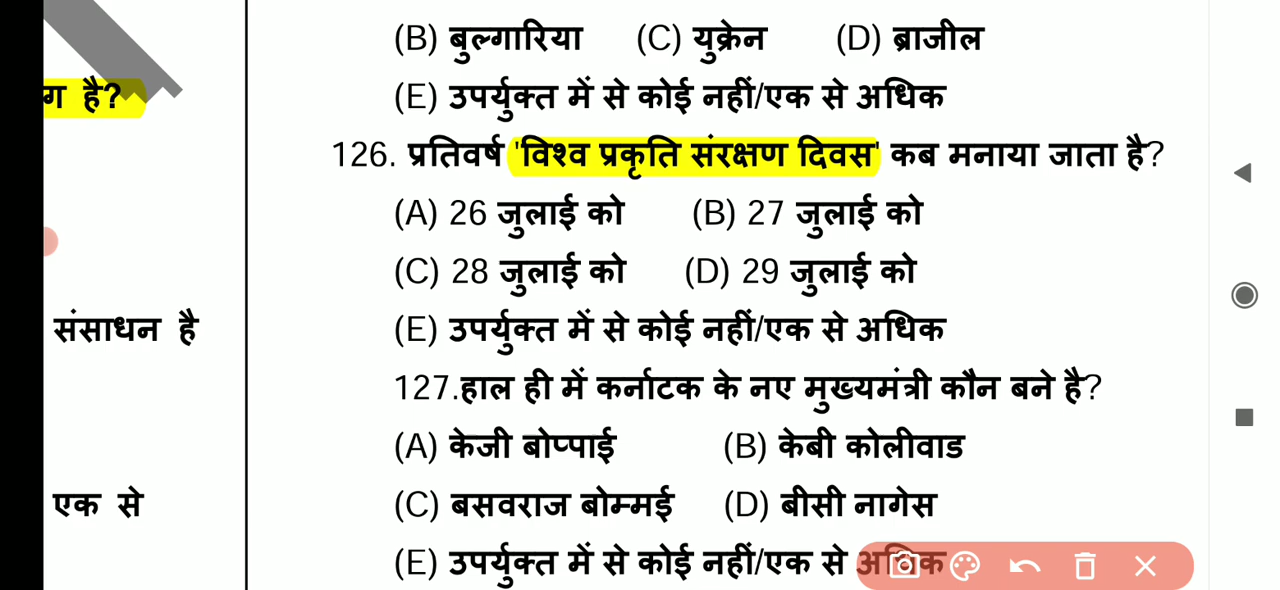 ग है?
संसाधन है
एक से
(B) बुल्गारिया (C) युक्रेन (D) ब्राजील
(E) उपर्युक्त में से कोई नहीं/एक से अधिक
126. प्रतिवर्ष 'विश्व प्रकृति संरक्षण दिवस' कब मनाया जाता है?
(A) 26 जुलाई को (B) 27 जुलाई को
(C) 28 जुलाई को (D) 29 जुलाई को
(E) उपर्युक्त में से कोई नहीं/एक से अधिक
127.हाल ही में कर्नाटक के नए मुख्यमंत्री कौन बने है?
(A) केजी बोप्पाई (B) केबी कोलीवाड
(C) बसवराज बोम्मई (D) बीसी नागेस
(E) उपर्युक्त में से कोई नहीं/एक से अधिक